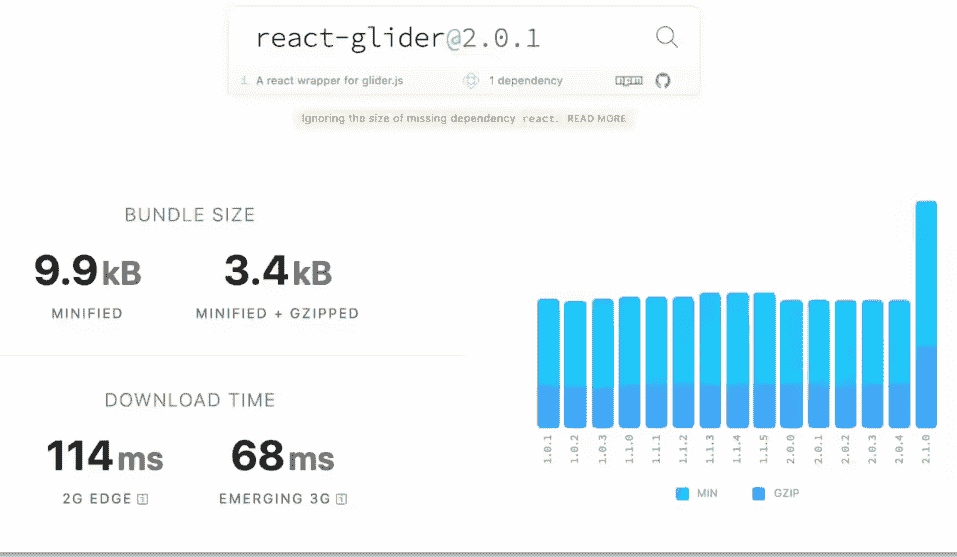 react-glider@2.0.1
A react wrapper for glider.js
1 dependency
npm
Ignoring the size of missing dependency react. READ MORE
BUNDLE SIZE
9.9 kB
3.4 kB
MINIFIED
MINIFIED + GZIPPED
DOWNLOAD TIME
114 ms
68 ms
2G EDGE
EMERGING 3G
1.0.1
1.0.2
1.0.3
1.1.0
1.1.1
1.1.2
1.1.3
1.1.4
1.1.5
2.0.0
2.0.1
2.0.2
2.0.3
2.0.4
2.1.0
MIN
GZIP